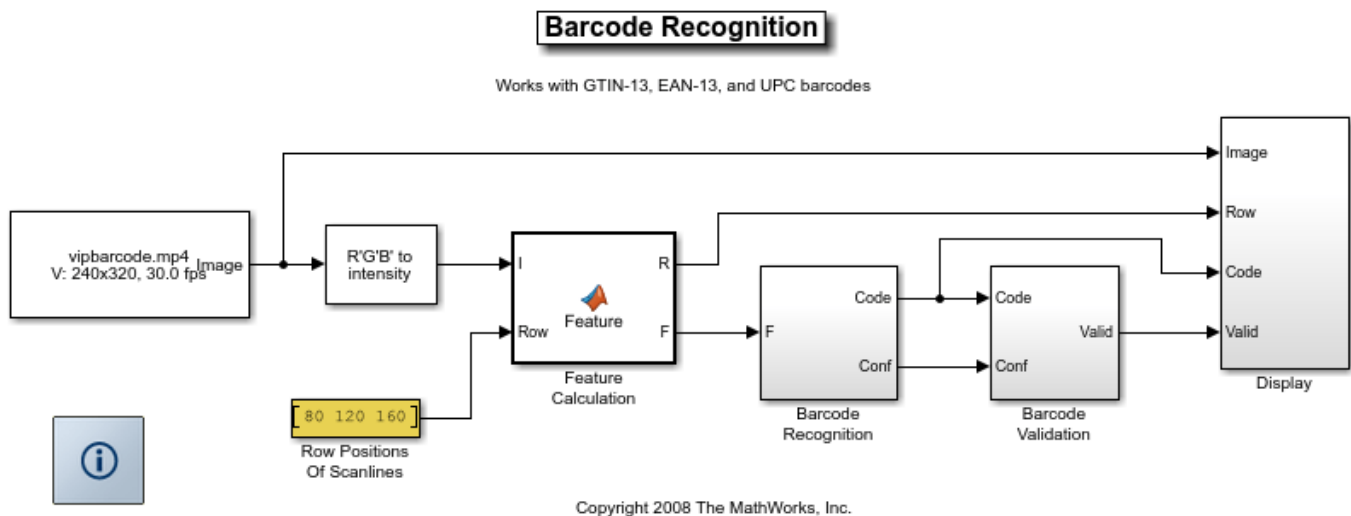 Barcode Recognition
Works with GTIN-13, EAN-13, and UPC barcodes
vipbarcode.mp4
V: 240x320, 30.0 fps
Image
R'G'B' to
intensity
I
Row
Feature
R
F
Feature
Calculation
[ 80 120 160 ]
Row Positions
Of Scanlines
F
Code
Conf
Barcode
Recognition
Code
Conf
Valid
Barcode
Validation
Image
Row
Code
Valid
Display
i
Copyright 2008 The MathWorks, Inc.